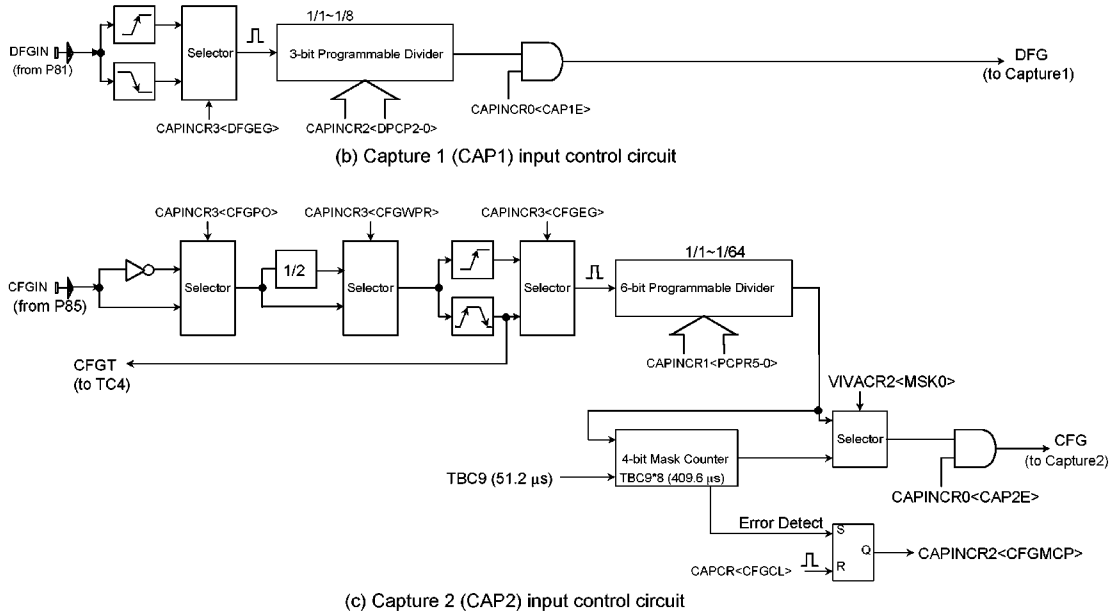 1/1~1/8
DFGIN
(from P81)
Selector
3-bit Programmable Divider
DFG
(to Capture1)
CAPINCR3<DFGEG>
CAPINCR2<DPCP2-0>
CAPINCR0<CAP1E>
(b) Capture 1 (CAP1) input control circuit
CAPINCR3<CFGPO>
CAPINCR3<CFGWPR>
CAPINCR3<CFGEG>
1/1~1/64
CFGIN
(from P85)
Selector
1/2
Selector
Selector
6-bit Programmable Divider
CFGT
(to TC4)
CAPINCR1<PCPR5-0>
VIVACR2<MSK0>
Selector
CFG
(to Capture2)
4-bit Mask Counter
TBC9*8 (409.6 μs)
TBC9 (51.2 μs)
CAPINCR0<CAP2E>
Error Detect
S
Q
R
CAPINCR2<CFGMCP>
CAPCR<CFGCL>
(c) Capture 2 (CAP2) input control circuit